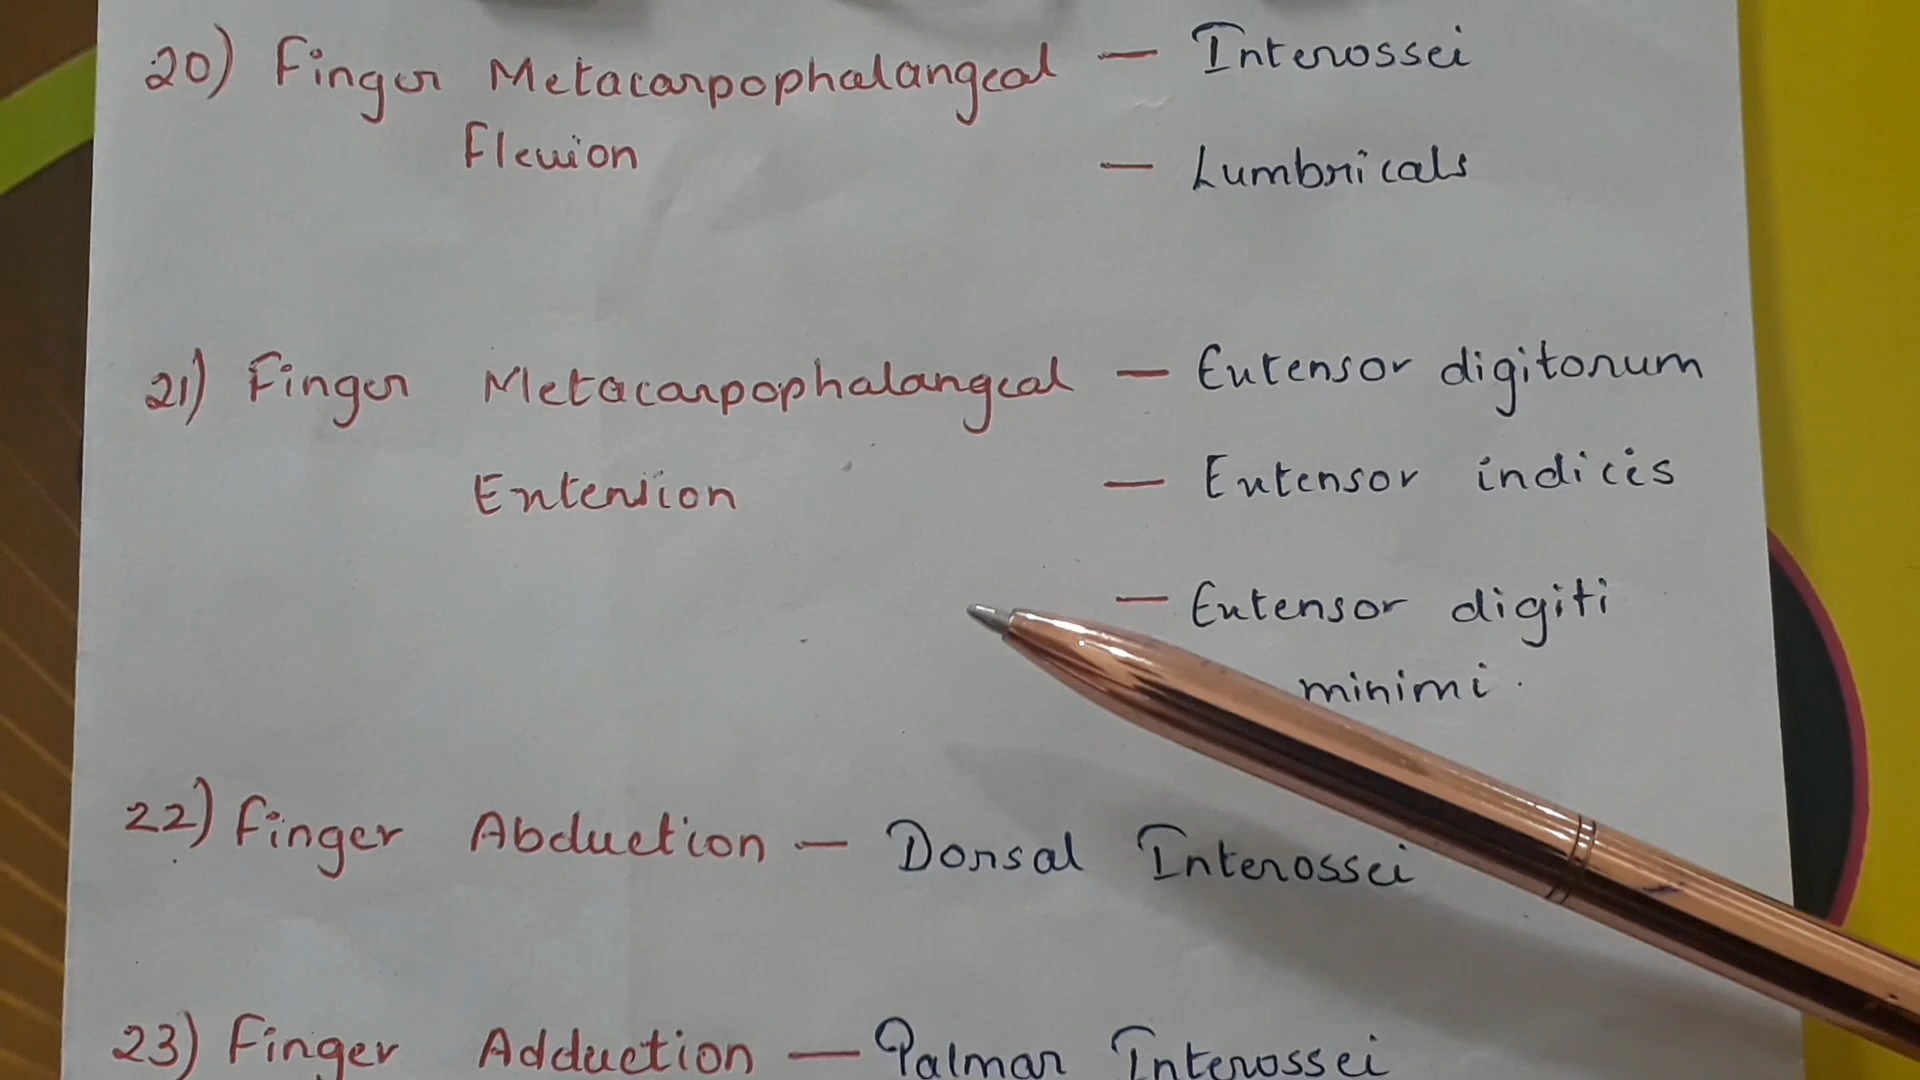 20) Finger Metacarpophalangeal — Interossei
Flexion — Lumbricals
21) Finger Metacarpophalangeal — Extensor digitorum
Extension — Extensor indicis
— Extensor digiti
minimi.
22) Finger Abduction — Dorsal Interossei
23) Finger Adduction — Palmar Interossei